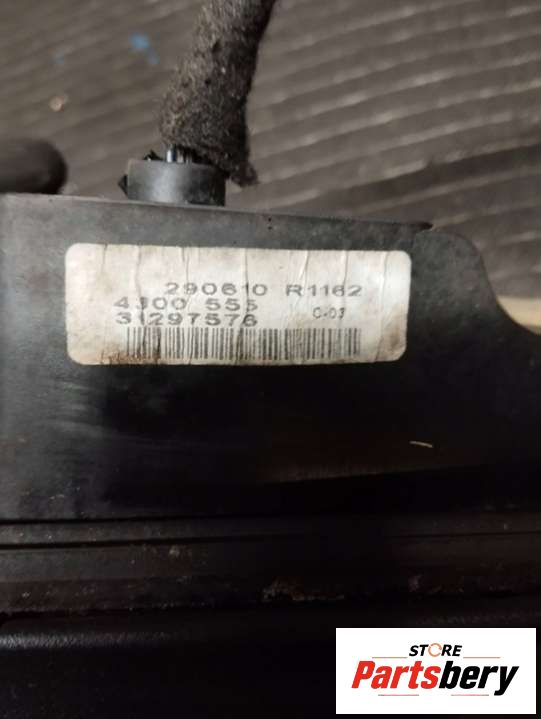 290610 R1162
4300 555
31297576 C-03
STORE
Partsbery